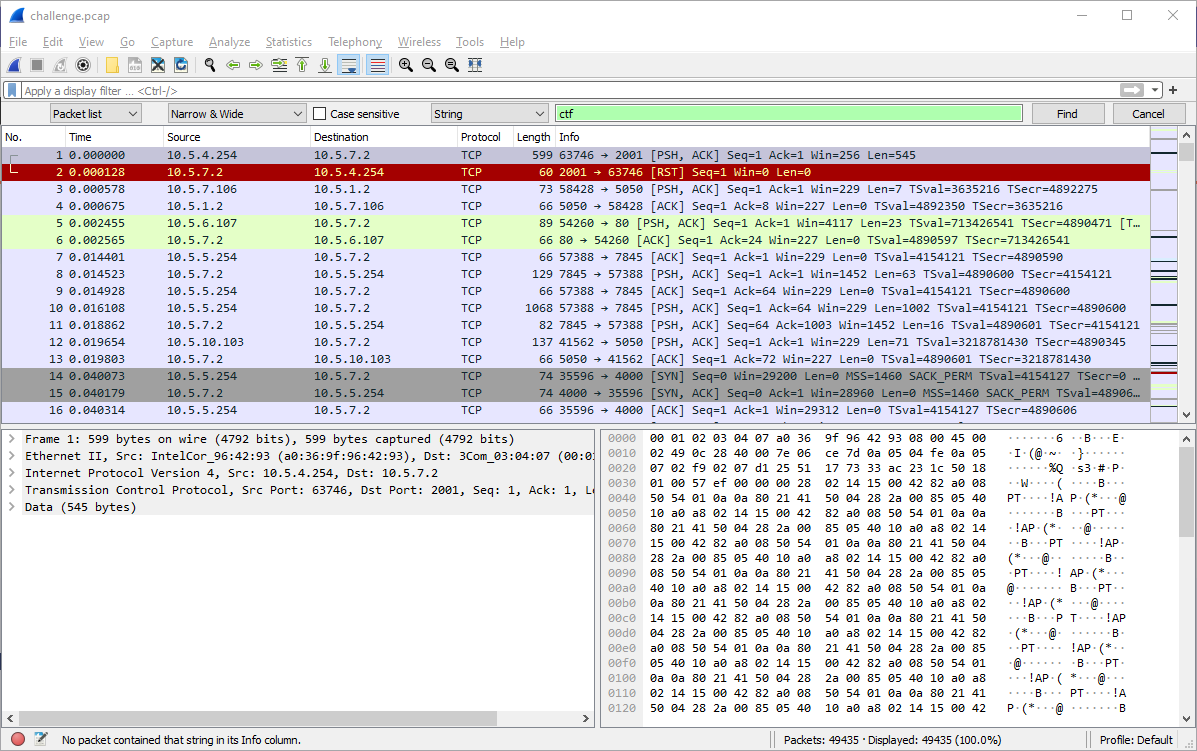 challenge.pcap
File Edit View Go Capture Analyze Statistics Telephony Wireless Tools Help
Apply a display filter ... <Ctrl-/>
Packet list Narrow & Wide Case sensitive String ctf Find Cancel
No. Time Source Destination Protocol Length Info
1 0.000000 10.5.4.254 10.5.7.2 TCP 599 63746 → 2001 [PSH, ACK] Seq=1 Ack=1 Win=256 Len=545
2 0.000128 10.5.7.2 10.5.4.254 TCP 60 2001 → 63746 [RST] Seq=1 Win=0 Len=0
3 0.000578 10.5.7.106 10.5.1.2 TCP 73 58428 → 5050 [PSH, ACK] Seq=1 Ack=1 Win=229 Len=7 TSval=3635216 TSecr=4892275
4 0.000675 10.5.1.2 10.5.7.106 TCP 66 5050 → 58428 [ACK] Seq=1 Ack=8 Win=227 Len=0 TSval=4892350 TSecr=3635216
5 0.002455 10.5.6.107 10.5.7.2 TCP 89 54260 → 80 [PSH, ACK] Seq=1 Ack=1 Win=4117 Len=23 TSval=713426541 TSecr=4890471 [T…
6 0.002565 10.5.7.2 10.5.6.107 TCP 66 80 → 54260 [ACK] Seq=1 Ack=24 Win=227 Len=0 TSval=4890597 TSecr=713426541
7 0.014401 10.5.5.254 10.5.7.2 TCP 66 57388 → 7845 [ACK] Seq=1 Ack=1 Win=229 Len=0 TSval=4154121 TSecr=4890590
8 0.014523 10.5.7.2 10.5.5.254 TCP 129 7845 → 57388 [PSH, ACK] Seq=1 Ack=1 Win=1452 Len=63 TSval=4890600 TSecr=4154121
9 0.014928 10.5.5.254 10.5.7.2 TCP 66 57388 → 7845 [ACK] Seq=1 Ack=64 Win=229 Len=0 TSval=4154121 TSecr=4890600
10 0.016108 10.5.5.254 10.5.7.2 TCP 1068 57388 → 7845 [PSH, ACK] Seq=1 Ack=64 Win=229 Len=1002 TSval=4154121 TSecr=4890600
11 0.018862 10.5.7.2 10.5.5.254 TCP 82 7845 → 57388 [PSH, ACK] Seq=64 Ack=1003 Win=1452 Len=16 TSval=4890601 TSecr=4154121
12 0.019654 10.5.10.103 10.5.7.2 TCP 137 41562 → 5050 [PSH, ACK] Seq=1 Ack=1 Win=229 Len=71 TSval=3218781430 TSecr=4890345
13 0.019803 10.5.7.2 10.5.10.103 TCP 66 5050 → 41562 [ACK] Seq=1 Ack=72 Win=227 Len=0 TSval=4890601 TSecr=3218781430
14 0.040073 10.5.5.254 10.5.7.2 TCP 74 35596 → 4000 [SYN] Seq=0 Win=29200 Len=0 MSS=1460 SACK_PERM TSval=4154127 TSecr=0 …
15 0.040179 10.5.7.2 10.5.5.254 TCP 74 4000 → 35596 [SYN, ACK] Seq=0 Ack=1 Win=28960 Len=0 MSS=1460 SACK_PERM TSval=48906…
16 0.040314 10.5.5.254 10.5.7.2 TCP 66 35596 → 4000 [ACK] Seq=1 Ack=1 Win=29312 Len=0 TSval=4154127 TSecr=4890606
Frame 1: 599 bytes on wire (4792 bits), 599 bytes captured (4792 bits)
Ethernet II, Src: IntelCor_96:42:93 (a0:36:9f:96:42:93), Dst: 3Com_03:04:07 (00:0
Internet Protocol Version 4, Src: 10.5.4.254, Dst: 10.5.7.2
Transmission Control Protocol, Src Port: 63746, Dst Port: 2001, Seq: 1, Ack: 1, L
Data (545 bytes)
0000 00 01 02 03 04 07 a0 36 9f 96 42 93 08 00 45 00 ·······6 ··B···E·
0010 02 49 0c 28 40 00 7e 06 ce 7d 0a 05 04 fe 0a 05 ·I·(@·~· ·}······
0020 07 02 f9 02 07 d1 25 51 17 73 33 ac 23 1c 50 18 ······%Q ·s3·#·P·
0030 01 00 57 ef 00 00 00 28 02 14 15 00 42 82 a0 08 ··W····( ····B···
0040 50 54 01 0a 0a 80 21 41 50 04 28 2a 00 85 05 40 PT····!A P·(*···@
0050 10 a0 a8 02 14 15 00 42 82 a0 08 50 54 01 0a 0a ·······B ···PT···
0060 80 21 41 50 04 28 2a 00 85 05 40 10 a0 a8 02 14 ·!AP·(*· ··@·····
0070 15 00 42 82 a0 08 50 54 01 0a 0a 80 21 41 50 04 ··B···PT ····!AP·
0080 28 2a 00 85 05 40 10 a0 a8 02 14 15 00 42 82 a0 (*···@·· ·····B··
0090 08 50 54 01 0a 0a 80 21 41 50 04 28 2a 00 85 05 ·PT····! AP·(*···
00a0 40 10 a0 a8 02 14 15 00 42 82 a0 08 50 54 01 0a @······· B···PT··
00b0 0a 80 21 41 50 04 28 2a 00 85 05 40 10 a0 a8 02 ··!AP·(* ···@····
00c0 14 15 00 42 82 a0 08 50 54 01 0a 0a 80 21 41 50 ···B···P T····!AP
00d0 04 28 2a 00 85 05 40 10 a0 a8 02 14 15 00 42 82 ·(*···@· ······B·
00e0 a0 08 50 54 01 0a 0a 80 21 41 50 04 28 2a 00 85 ··PT···· !AP·(*··
00f0 05 40 10 a0 a8 02 14 15 00 42 82 a0 08 50 54 01 ·@······ ·B···PT·
0100 0a 0a 80 21 41 50 04 28 2a 00 85 05 40 10 a0 a8 ···!AP·( *···@···
0110 02 14 15 00 42 82 a0 08 50 54 01 0a 0a 80 21 41 ····B··· PT····!A
0120 50 04 28 2a 00 85 05 40 10 a0 a8 02 14 15 00 42 P·(*···@ ·······B
No packet contained that string in its Info column. Packets: 49435 · Displayed: 49435 (100.0%) Profile: Default